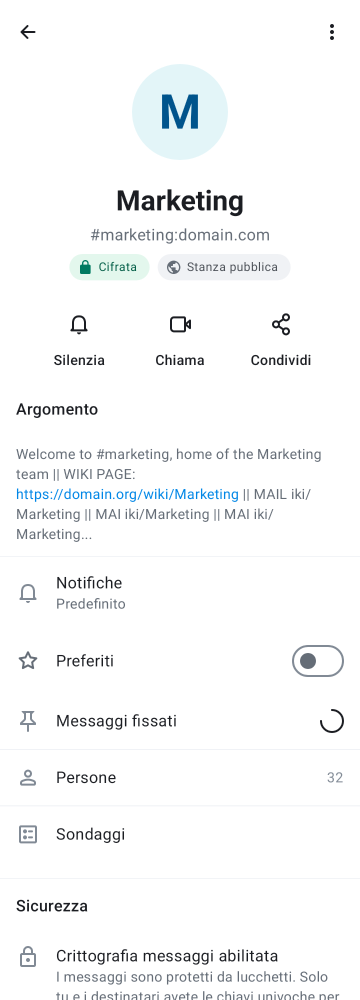 M
Marketing
#marketing:domain.com
Cifrata
Stanza pubblica
Silenzia
Chiama
Condividi
Argomento
Welcome to #marketing, home of the Marketing
team || WIKI PAGE:
https://domain.org/wiki/Marketing || MAIL iki/
Marketing || MAI iki/Marketing || MAI iki/
Marketing...
Notifiche
Predefinito
Preferiti
Messaggi fissati
Persone 32
Sondaggi
Sicurezza
Crittografia messaggi abilitata
I messaggi sono protetti da lucchetti. Solo
tu e i destinatari avete le chiavi univoche per